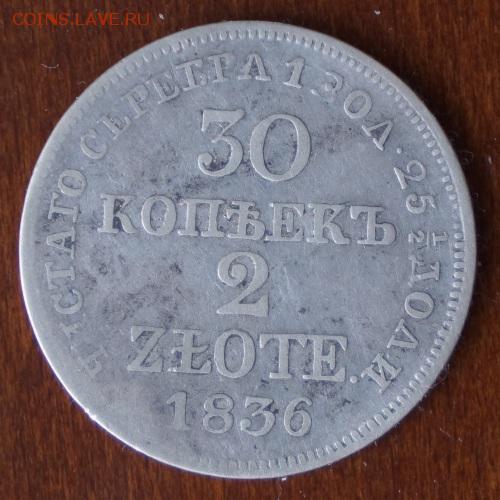 COINS.LAVE.RU
ЧИСТАГО СЕРЕБРА 1 ЗОЛ. 25 1/2 ДОЛИ.
30
КОПѢЕКЪ
2
ZŁOTE.
1836